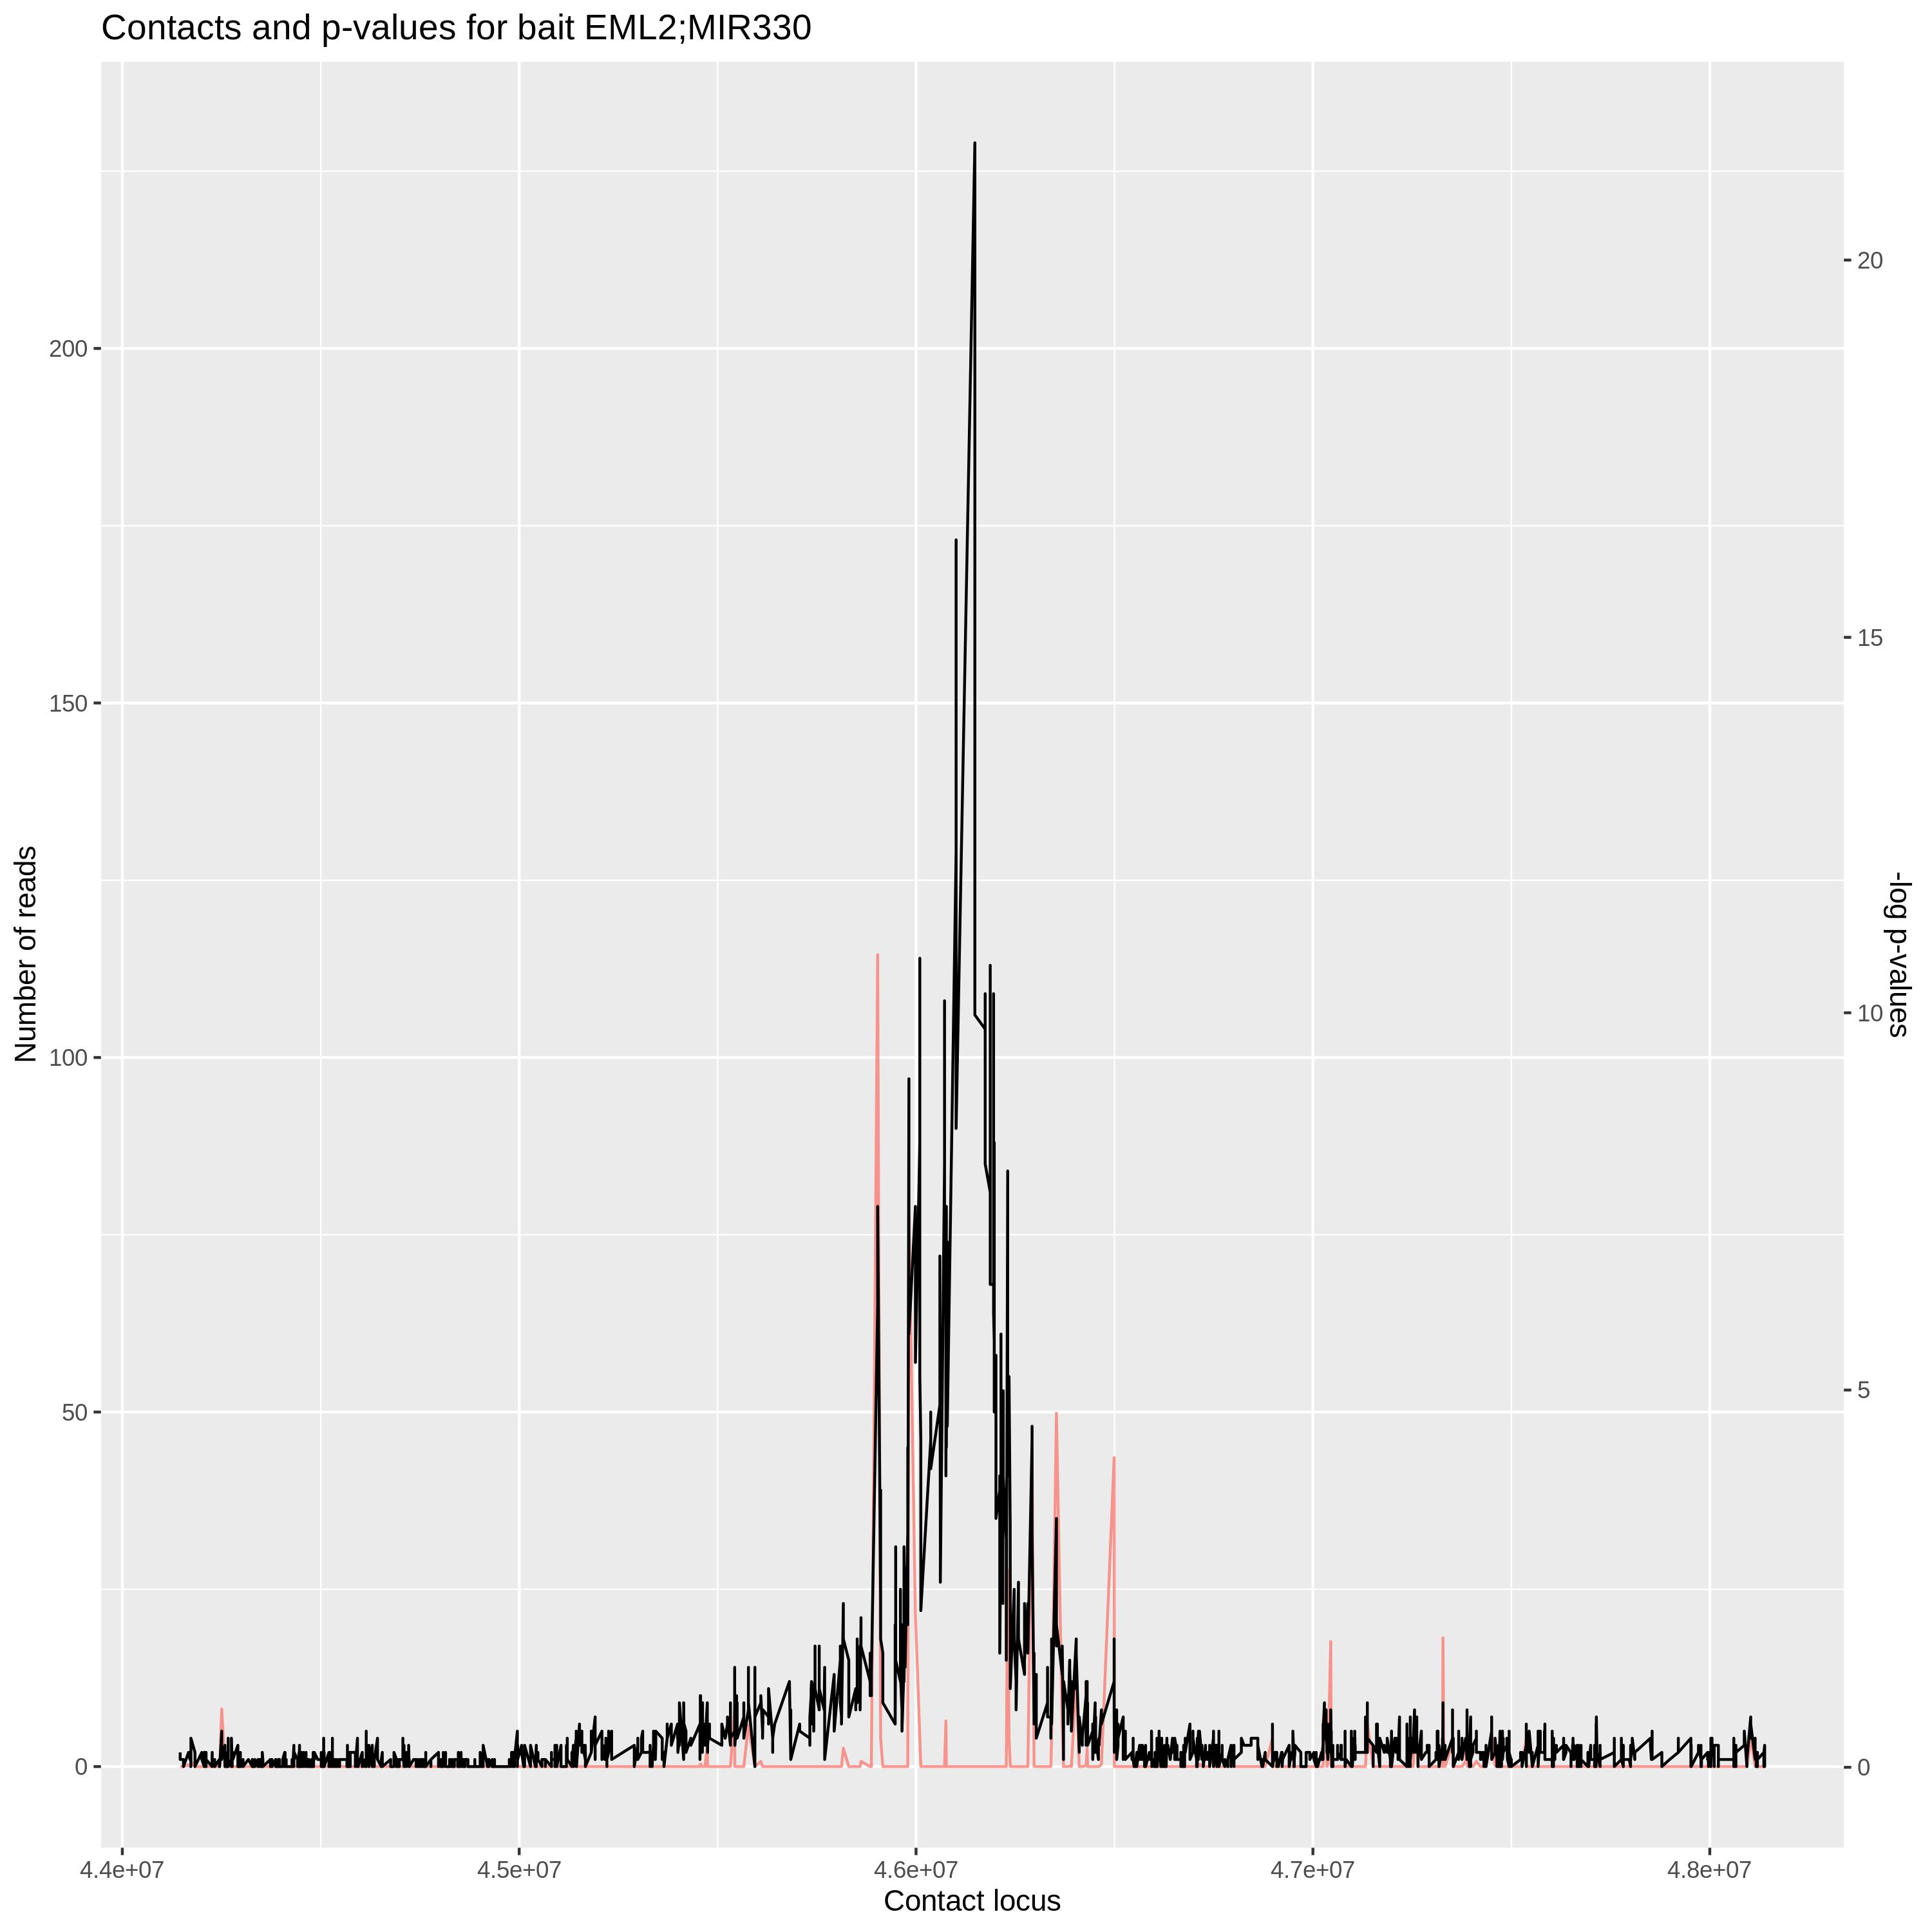 Contacts and p-values for bait EML2;MIR330
Number of reads
200
150
100
50
0
20
15
10
5
0
-log p-values
4.4e+07
4.5e+07
4.6e+07
4.7e+07
4.8e+07
Contact locus